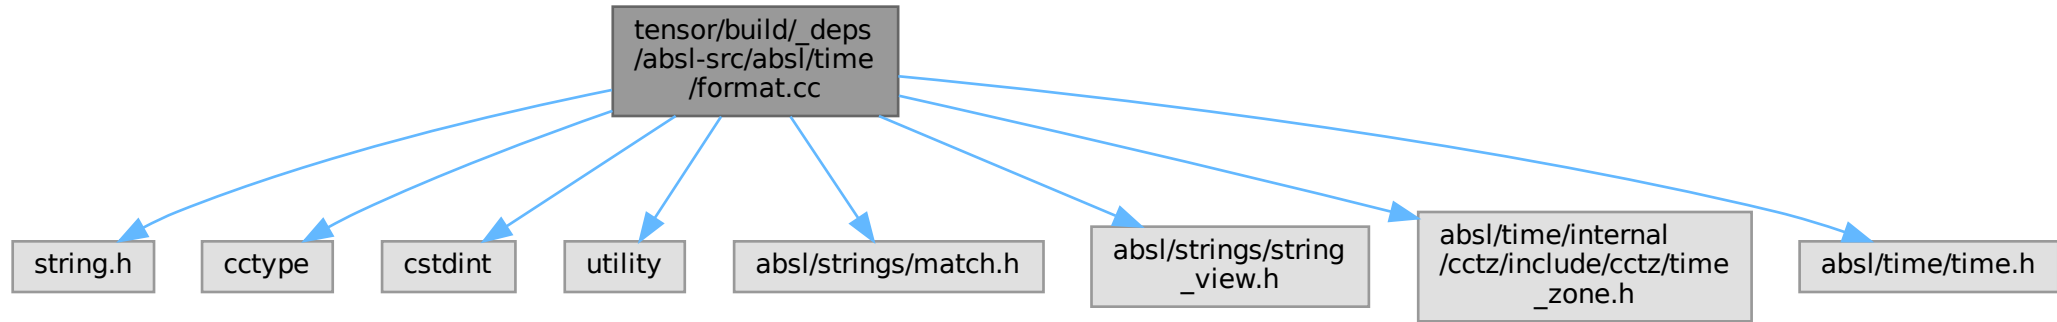 tensor/build/_deps
/absl-src/absl/time
/format.cc
string.h
cctype
cstdint
utility
absl/strings/match.h
absl/strings/string
_view.h
absl/time/internal
/cctz/include/cctz/time
_zone.h
absl/time/time.h